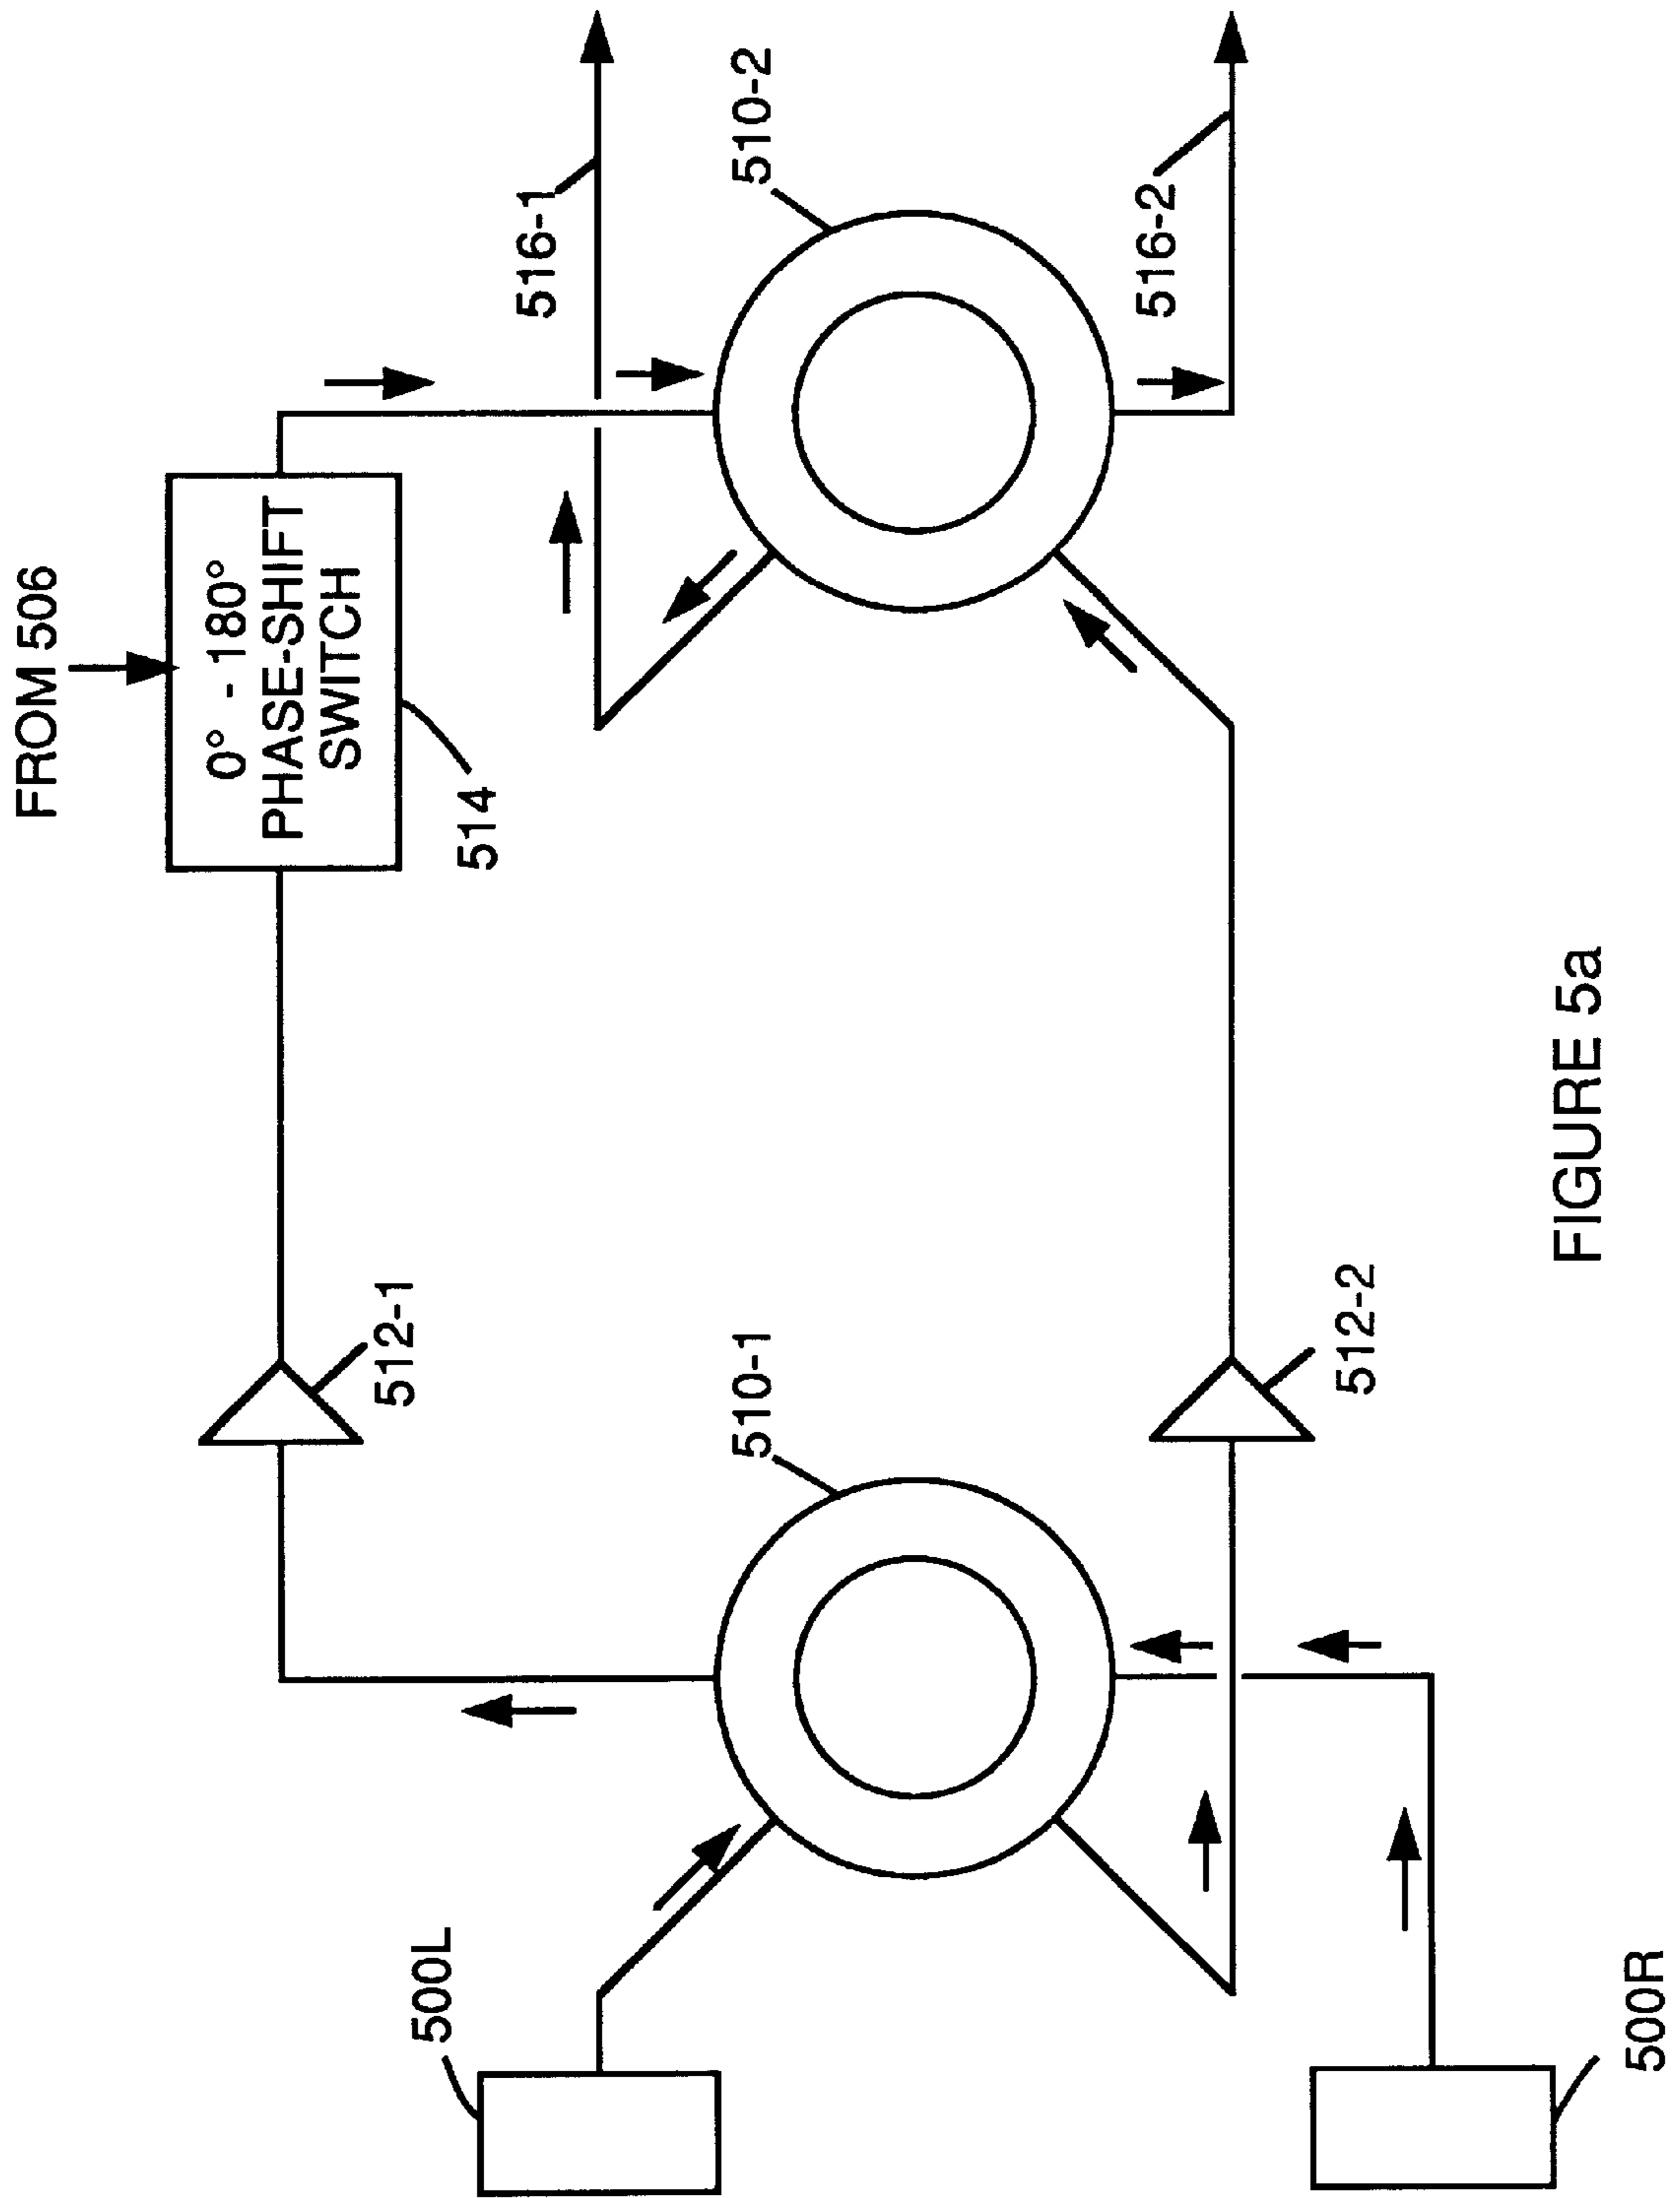 FROM 506
0° - 180°
PHASE-SHIFT
SWITCH
514
512-1
516-1
510-1
510-2
500L
512-2
516-2
500R
FIGURE 5a